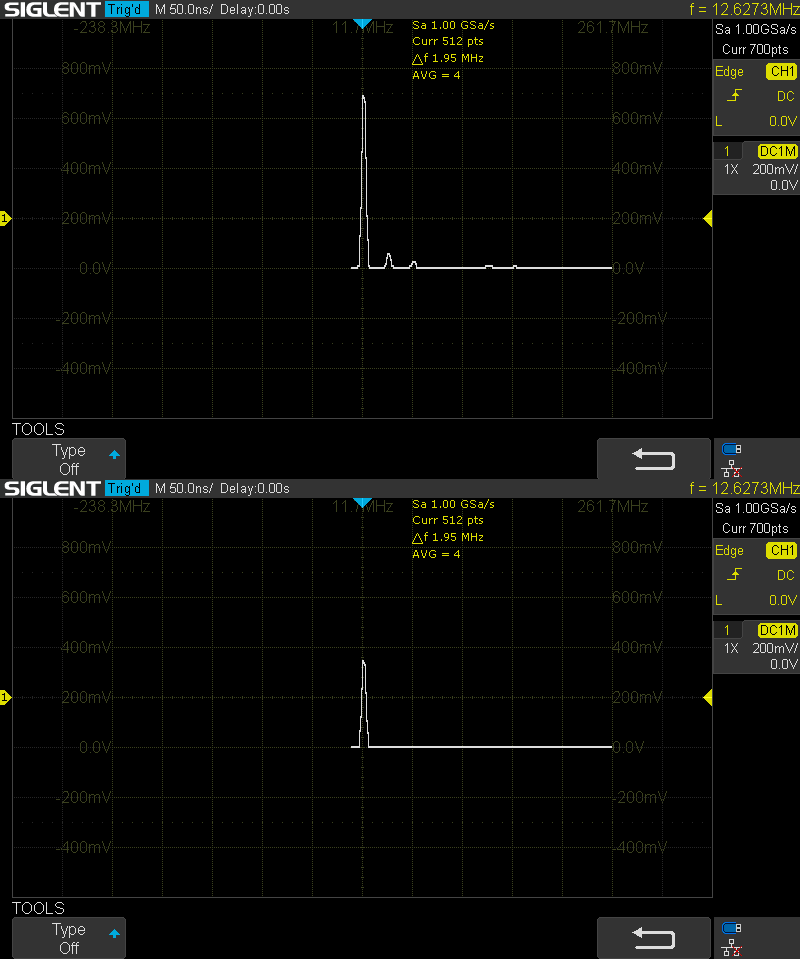 SIGLENT Trig'd M 50.0ns/ Delay:0.00s f = 12.6273MHz
-238.3MHz 11.7MHz 261.7MHz
Sa 1.00 GSa/s
Curr 512 pts
△f 1.95 MHz
AVG = 4
Sa 1.00GSa/s
Curr 700pts
Edge CH1
DC
L 0.0V
1 DC1M
1X 200mV/
0.0V
800mV 800mV
600mV 600mV
400mV 400mV
1 200mV 200mV
0.0V 0.0V
-200mV -200mV
-400mV -400mV
TOOLS
Type
Off
SIGLENT Trig'd M 50.0ns/ Delay:0.00s f = 12.6273MHz
-238.3MHz 11.7MHz 261.7MHz
Sa 1.00 GSa/s
Curr 512 pts
△f 1.95 MHz
AVG = 4
Sa 1.00GSa/s
Curr 700pts
Edge CH1
DC
L 0.0V
1 DC1M
1X 200mV/
0.0V
800mV 800mV
600mV 600mV
400mV 400mV
1 200mV 200mV
0.0V 0.0V
-200mV -200mV
-400mV -400mV
TOOLS
Type
Off